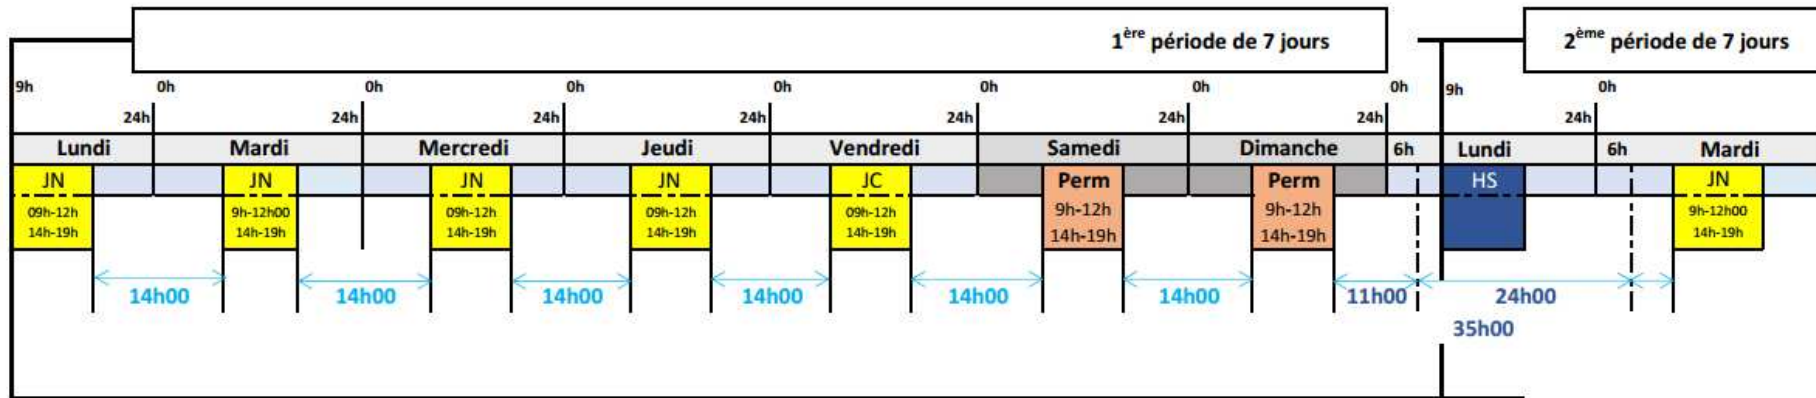 1ère période de 7 jours
2ème période de 7 jours
9h 0h 0h 0h 0h 0h 0h 0h 9h 0h
24h 24h 24h 24h 24h 24h 24h 24h
Lundi Mardi Mercredi Jeudi Vendredi Samedi Dimanche 6h Lundi 6h Mardi
JN JN JN JN JC Perm Perm HS JN
09h-12h 9h-12h00 09h-12h 09h-12h 09h-12h 9h-12h 9h-12h 9h-12h00
14h-19h 14h-19h 14h-19h 14h-19h 14h-19h 14h-19h 14h-19h 14h-19h
14h00 14h00 14h00 14h00 14h00 14h00 11h00 24h00
35h00